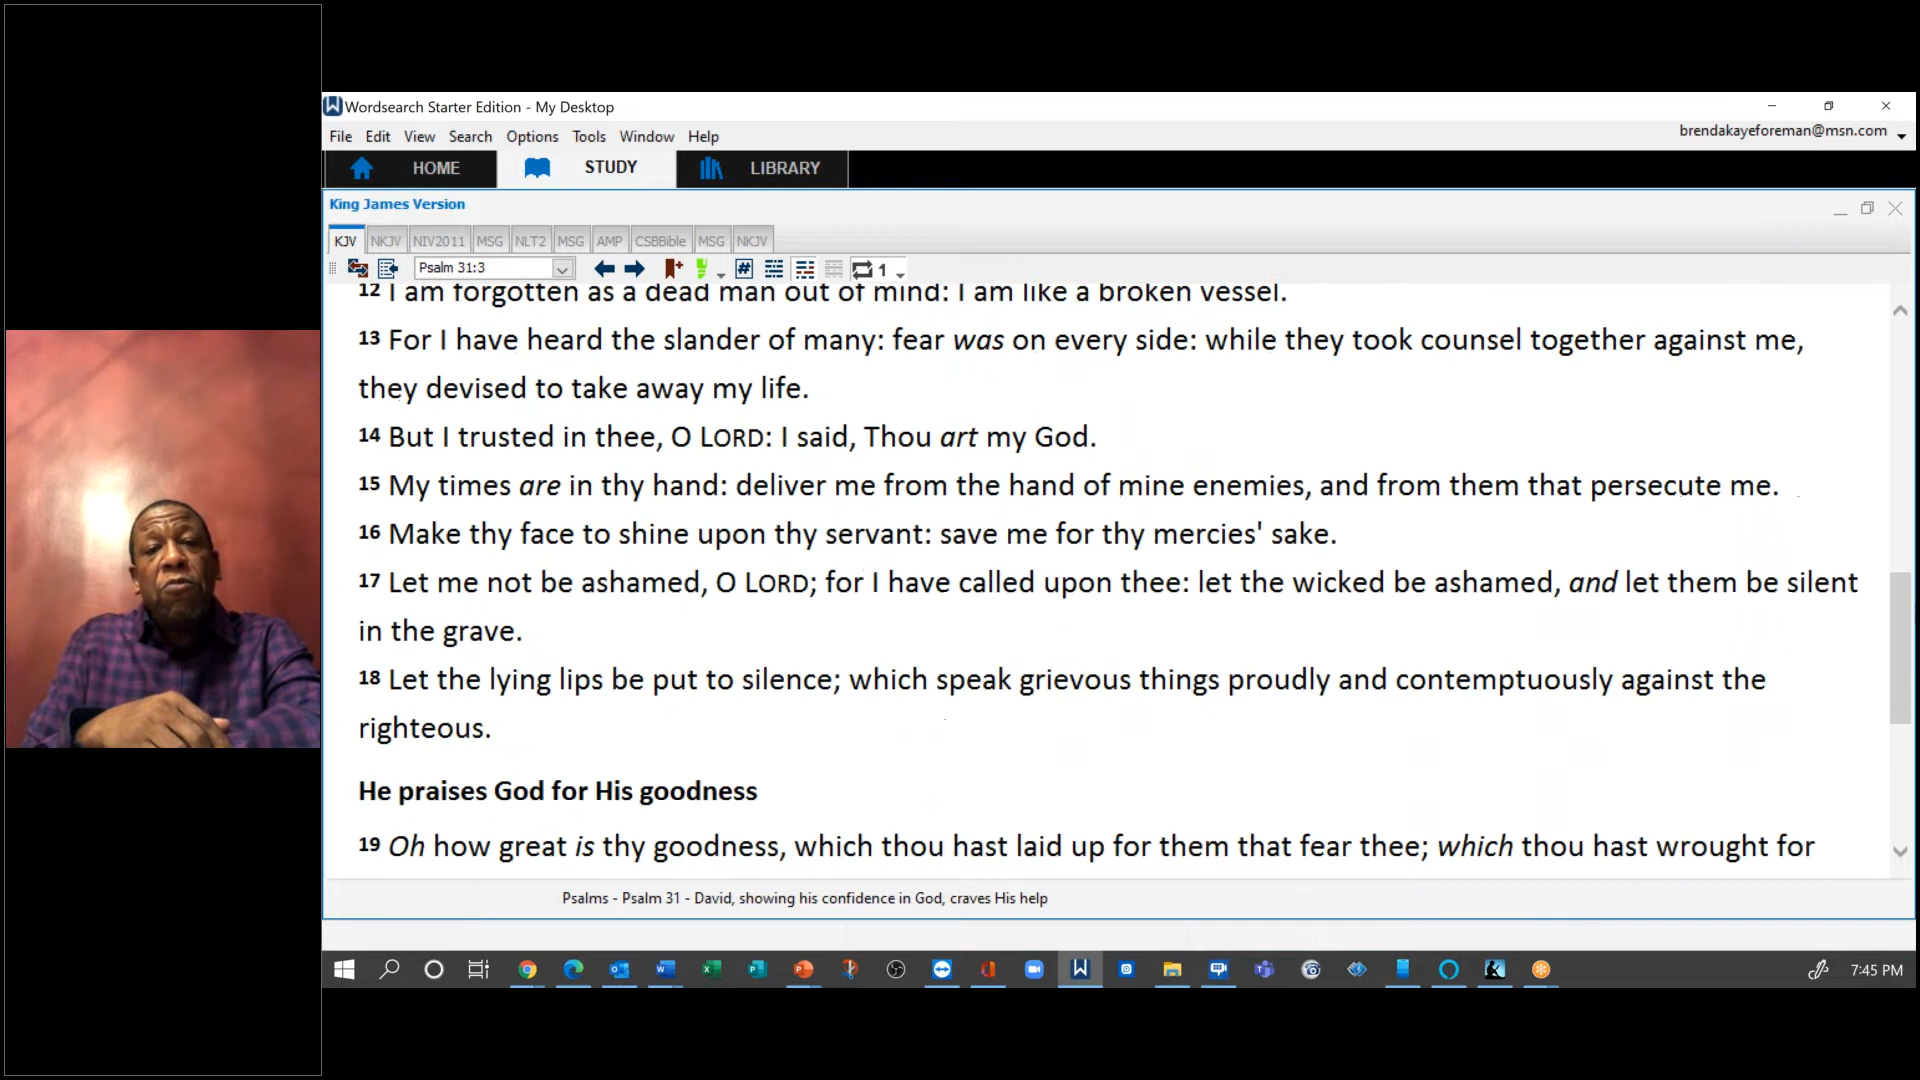 Wordsearch Starter Edition - My Desktop
File Edit View Search Options Tools Window Help
brendakayeforeman@msn.com
HOME STUDY LIBRARY
King James Version
KJV NKJV NIV2011 MSG NLT2 MSG AMP CSBBible MSG NKJV
Psalm 31:3
1
12 I am forgotten as a dead man out of mind: I am like a broken vessel.
13 For I have heard the slander of many: fear was on every side: while they took counsel together against me,
they devised to take away my life.
14 But I trusted in thee, O LORD: I said, Thou art my God.
15 My times are in thy hand: deliver me from the hand of mine enemies, and from them that persecute me.
16 Make thy face to shine upon thy servant: save me for thy mercies' sake.
17 Let me not be ashamed, O LORD; for I have called upon thee: let the wicked be ashamed, and let them be silent
in the grave.
18 Let the lying lips be put to silence; which speak grievous things proudly and contemptuously against the
righteous.
He praises God for His goodness
19 Oh how great is thy goodness, which thou hast laid up for them that fear thee; which thou hast wrought for
Psalms - Psalm 31 - David, showing his confidence in God, craves His help
7:45 PM